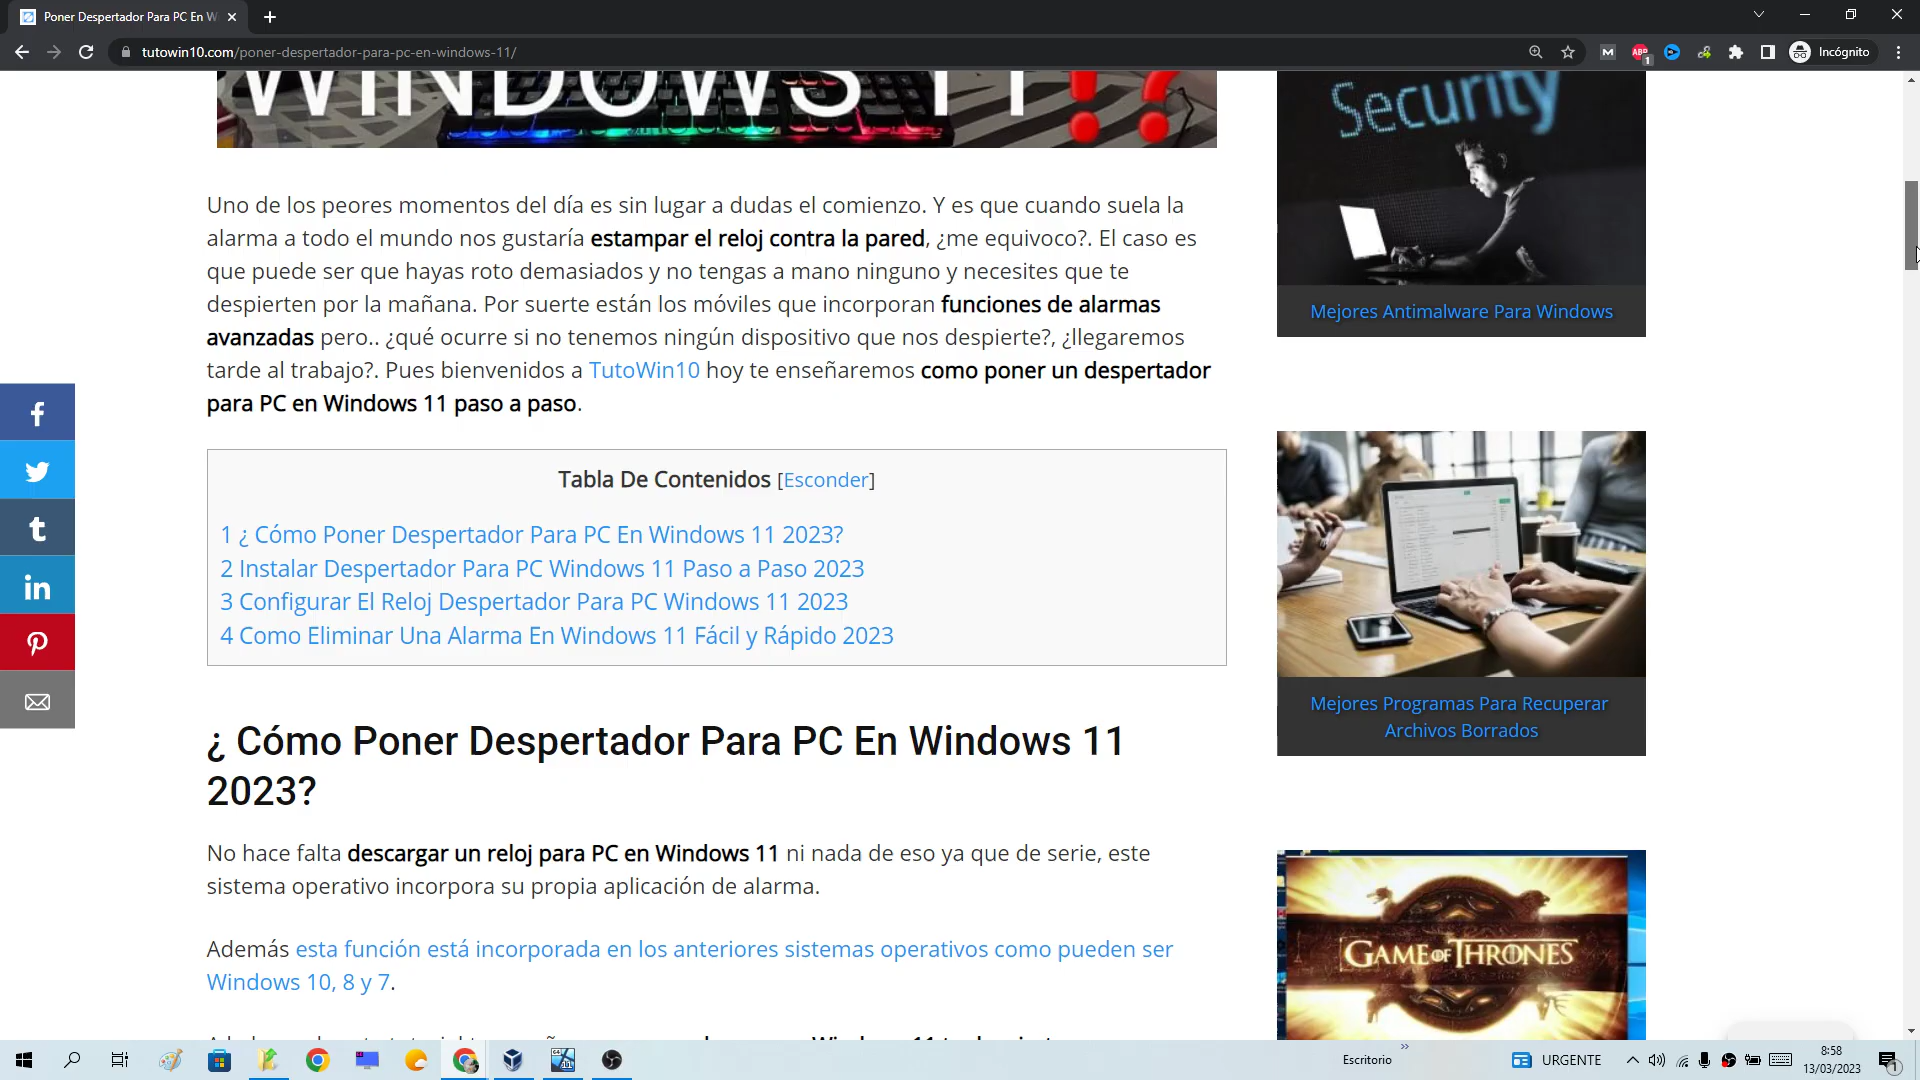 Poner Despertador Para PC En W
tutowin10.com/poner-despertador-para-pc-en-windows-11/
ABP
1
Incógnito
WINDOWS 11
Uno de los peores momentos del día es sin lugar a dudas el comienzo. Y es que cuando suela la
alarma a todo el mundo nos gustaría estampar el reloj contra la pared, ¿me equivoco?. El caso es
que puede ser que hayas roto demasiados y no tengas a mano ninguno y necesites que te
despierten por la mañana. Por suerte están los móviles que incorporan funciones de alarmas
avanzadas pero.. ¿qué ocurre si no tenemos ningún dispositivo que nos despierte?, ¿llegaremos
tarde al trabajo?. Pues bienvenidos a TutoWin10 hoy te enseñaremos como poner un despertador
para PC en Windows 11 paso a paso.
Tabla De Contenidos [Esconder]
1 ¿ Cómo Poner Despertador Para PC En Windows 11 2023?
2 Instalar Despertador Para PC Windows 11 Paso a Paso 2023
3 Configurar El Reloj Despertador Para PC Windows 11 2023
4 Como Eliminar Una Alarma En Windows 11 Fácil y Rápido 2023
¿ Cómo Poner Despertador Para PC En Windows 11
2023?
No hace falta descargar un reloj para PC en Windows 11 ni nada de eso ya que de serie, este
sistema operativo incorpora su propia aplicación de alarma.
Además esta función está incorporada en los anteriores sistemas operativos como pueden ser
Windows 10, 8 y 7.
Security
Mejores Antimalware Para Windows
Mejores Programas Para Recuperar
Archivos Borrados
GAME OF THRONES
Escritorio
URGENTE
8:58
13/03/2023
1